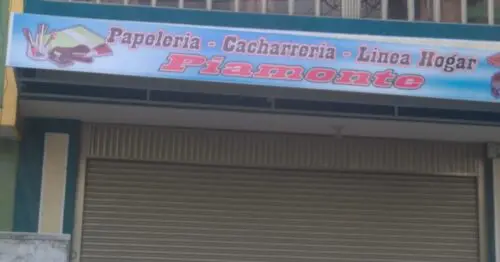 Papeleria - Cacharreria - Linea Hogar
Piamonte